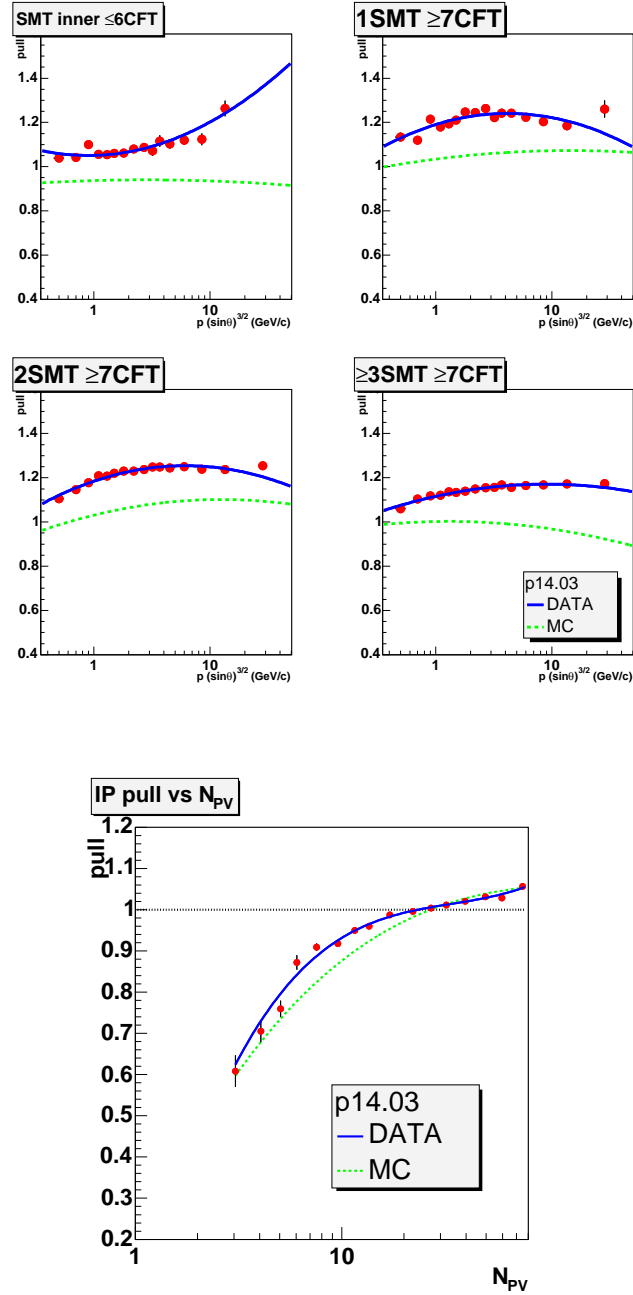 SMT inner ≤6CFT
pull
1.4
1.2
1
0.8
0.6
0.4
1
10
p (sinθ)^3/2 (GeV/c)
1SMT ≥7CFT
pull
1.4
1.2
1
0.8
0.6
0.4
1
10
p (sinθ)^3/2 (GeV/c)
2SMT ≥7CFT
pull
1.4
1.2
1
0.8
0.6
0.4
1
10
p (sinθ)^3/2 (GeV/c)
≥3SMT ≥7CFT
pull
1.4
1.2
1
0.8
0.6
0.4
1
10
p (sinθ)^3/2 (GeV/c)
p14.03
DATA
MC
IP pull vs N_PV
pull
1.2
1.1
1
0.9
0.8
0.7
0.6
0.5
0.4
0.3
0.2
1
10
N_PV
p14.03
DATA
MC